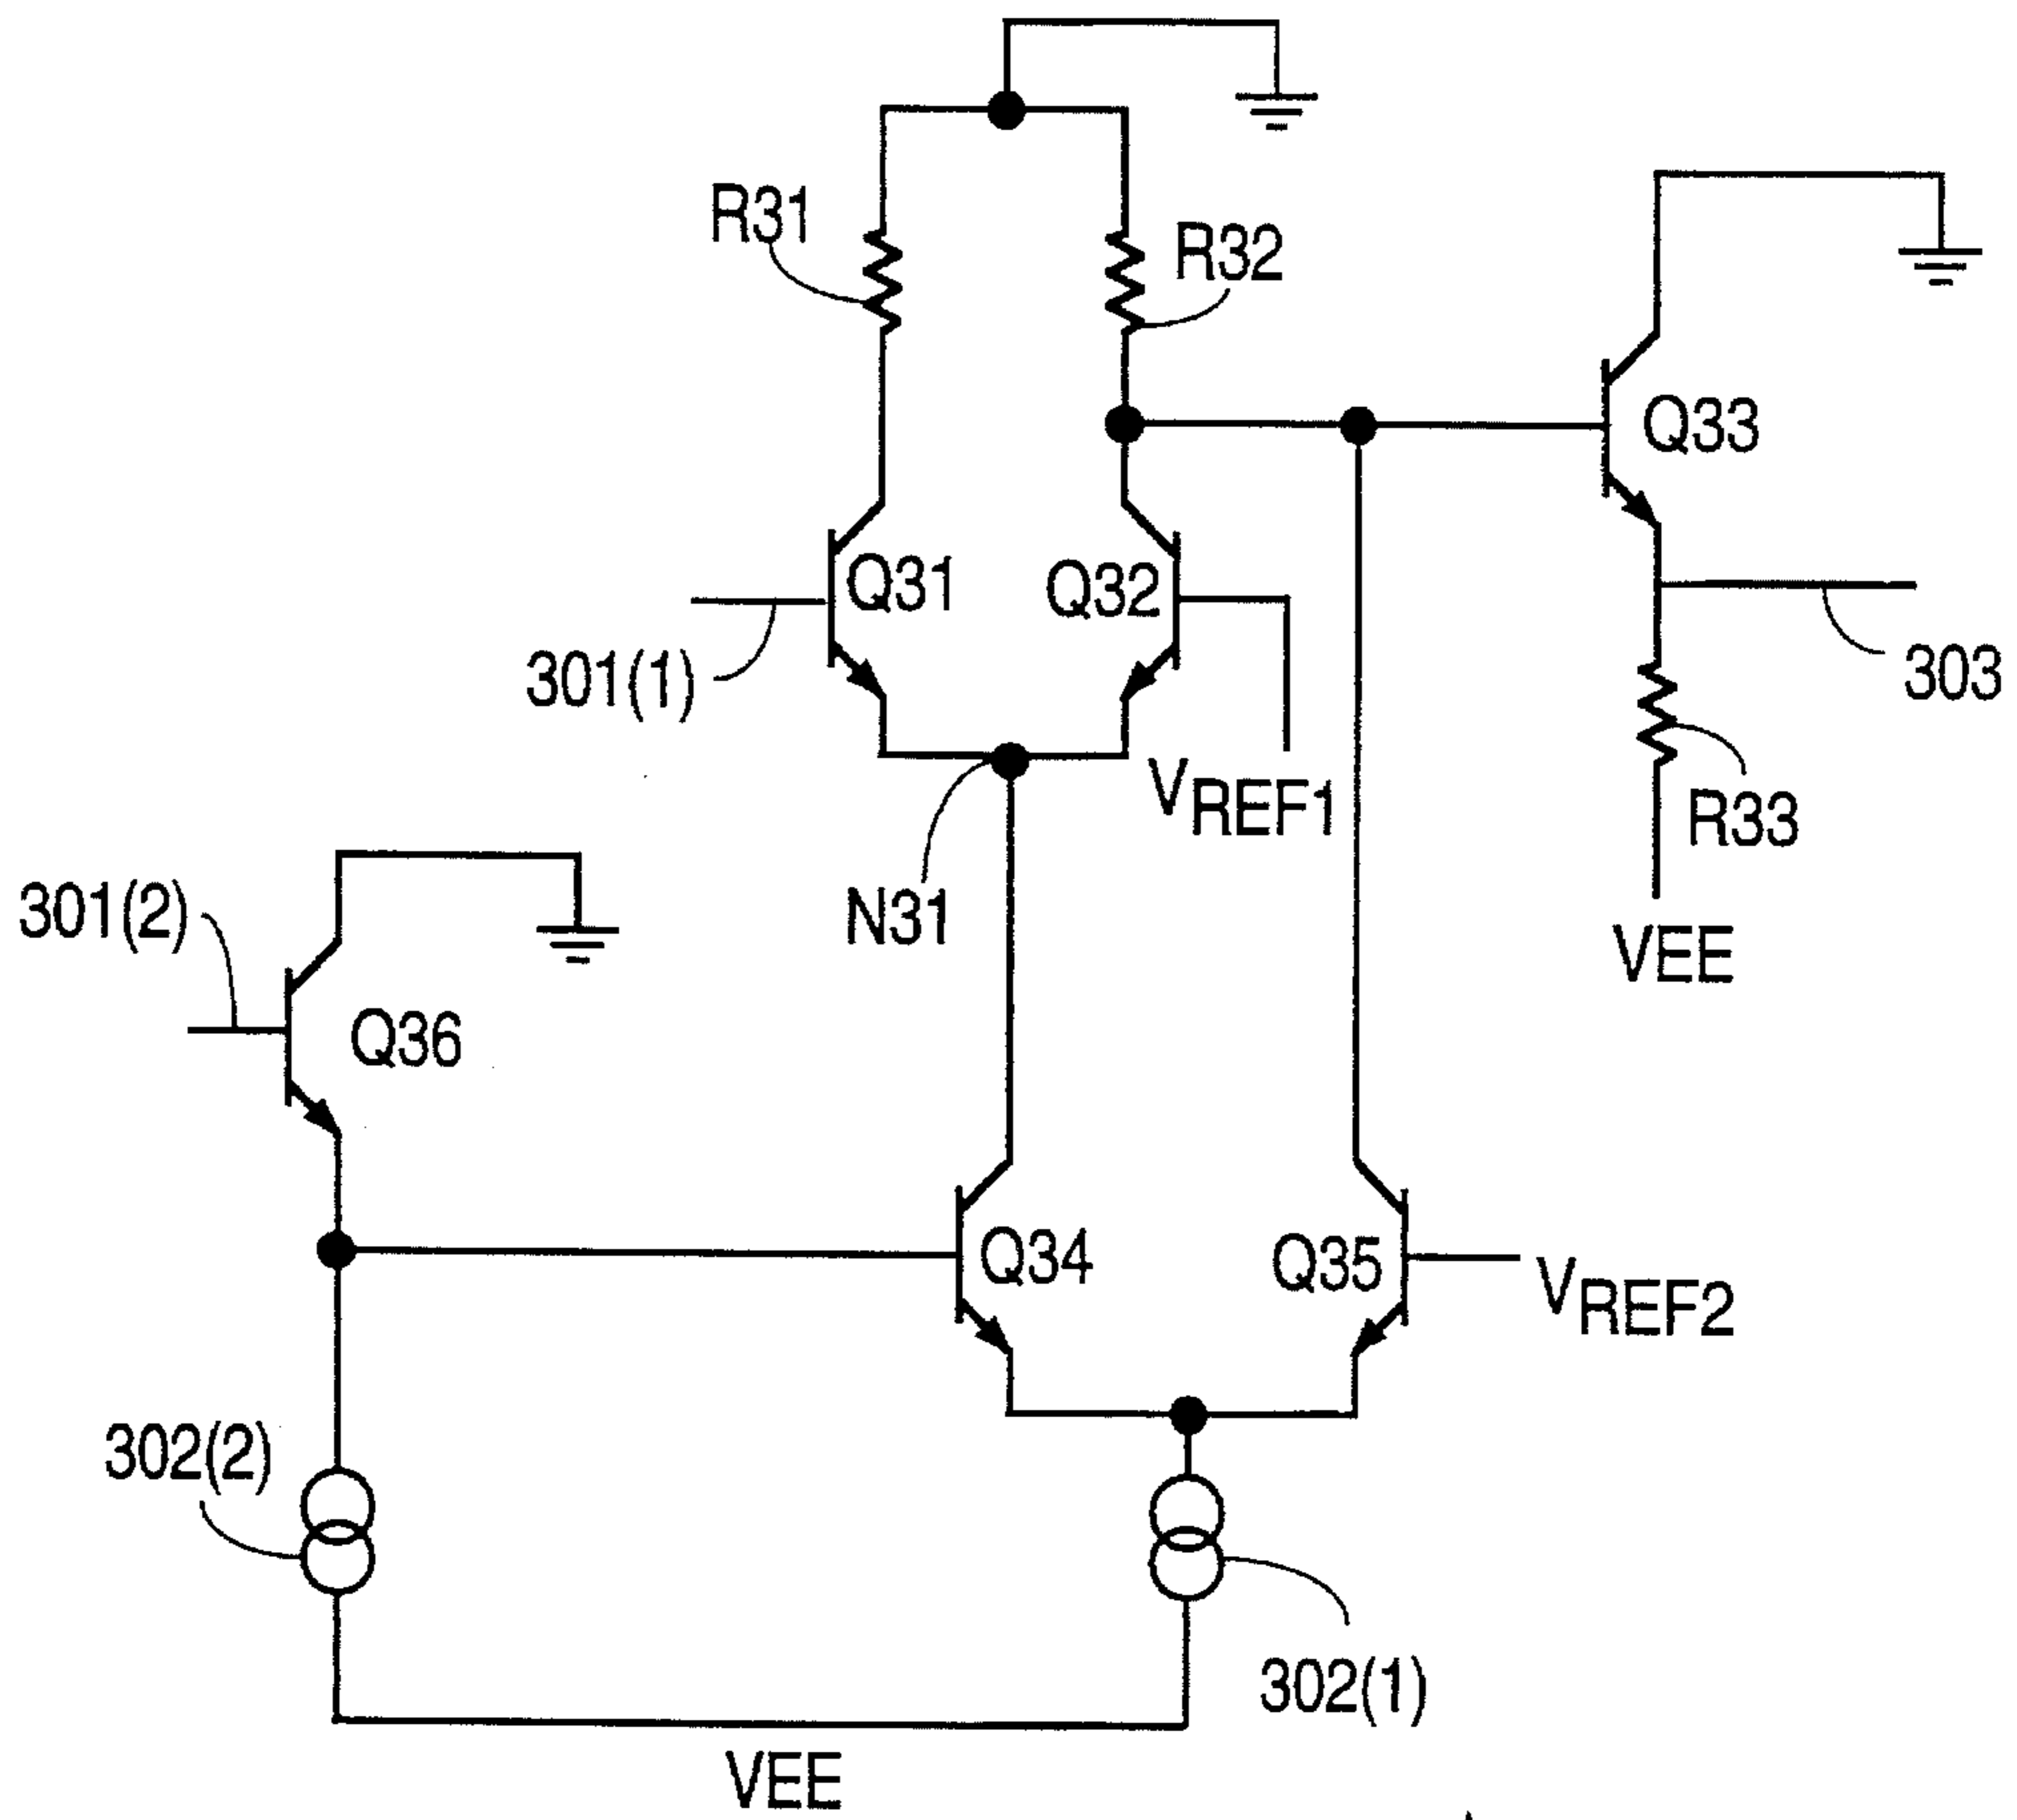 R31
R32
Q33
Q31
Q32
301(1)
303
VREF1
R33
301(2)
N31
VEE
Q36
Q34
Q35
VREF2
302(2)
302(1)
VEE